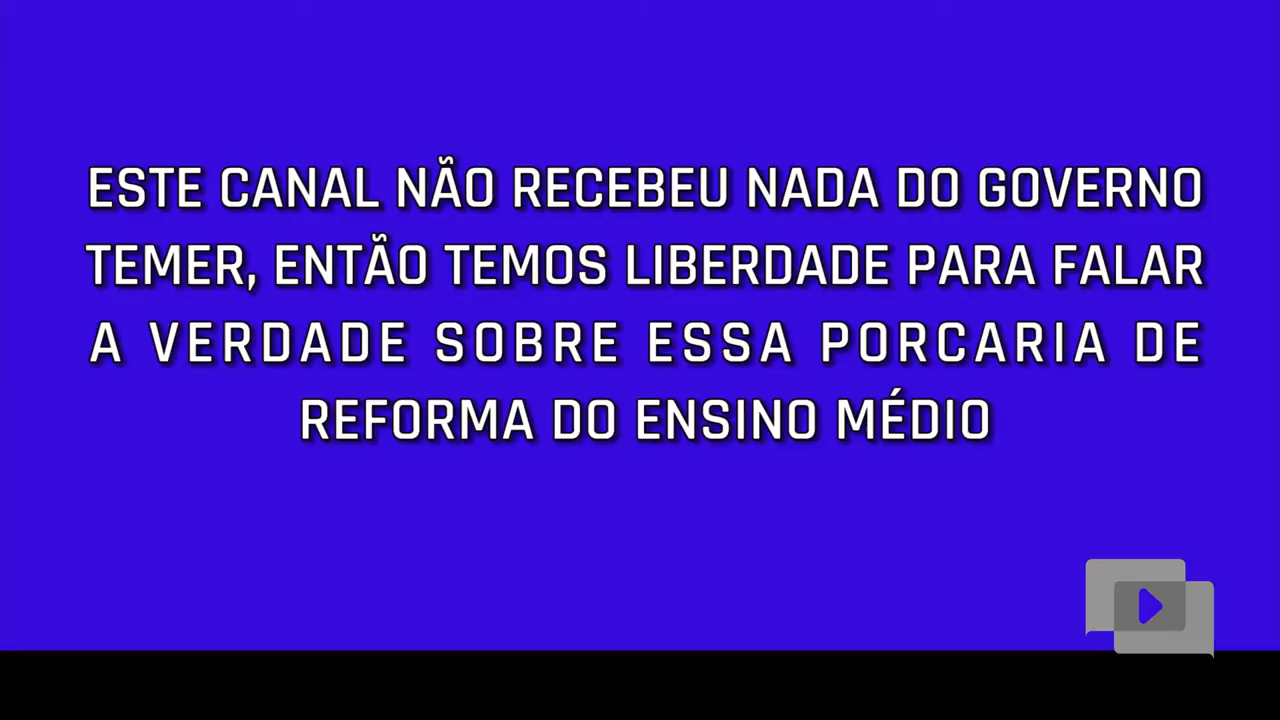 ESTE CANAL NÃO RECEBEU NADA DO GOVERNO
TEMER, ENTÃO TEMOS LIBERDADE PARA FALAR
A VERDADE SOBRE ESSA PORCARIA DE
REFORMA DO ENSINO MÉDIO